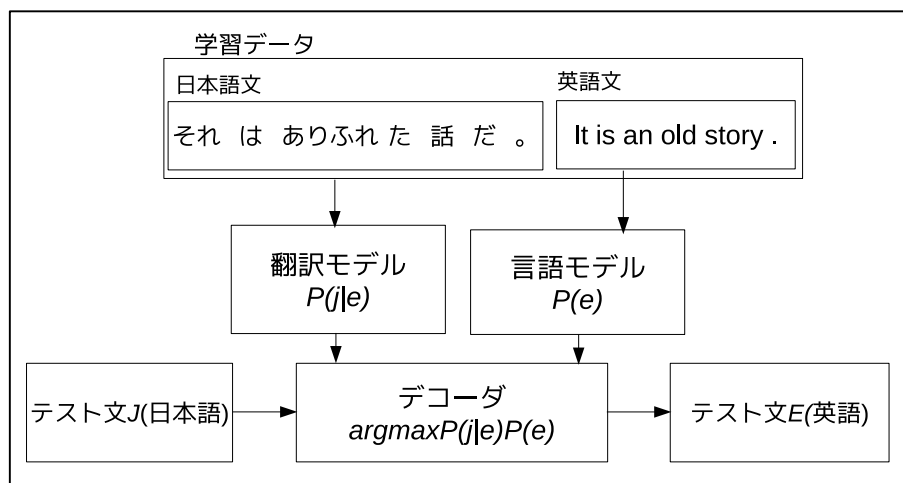 学習データ
日本語文
英語文
それ は ありふれ た 話 だ 。
It is an old story .
翻訳モデル
P(j|e)
言語モデル
P(e)
テスト文J(日本語)
デコーダ
argmaxP(j|e)P(e)
テスト文E(英語)